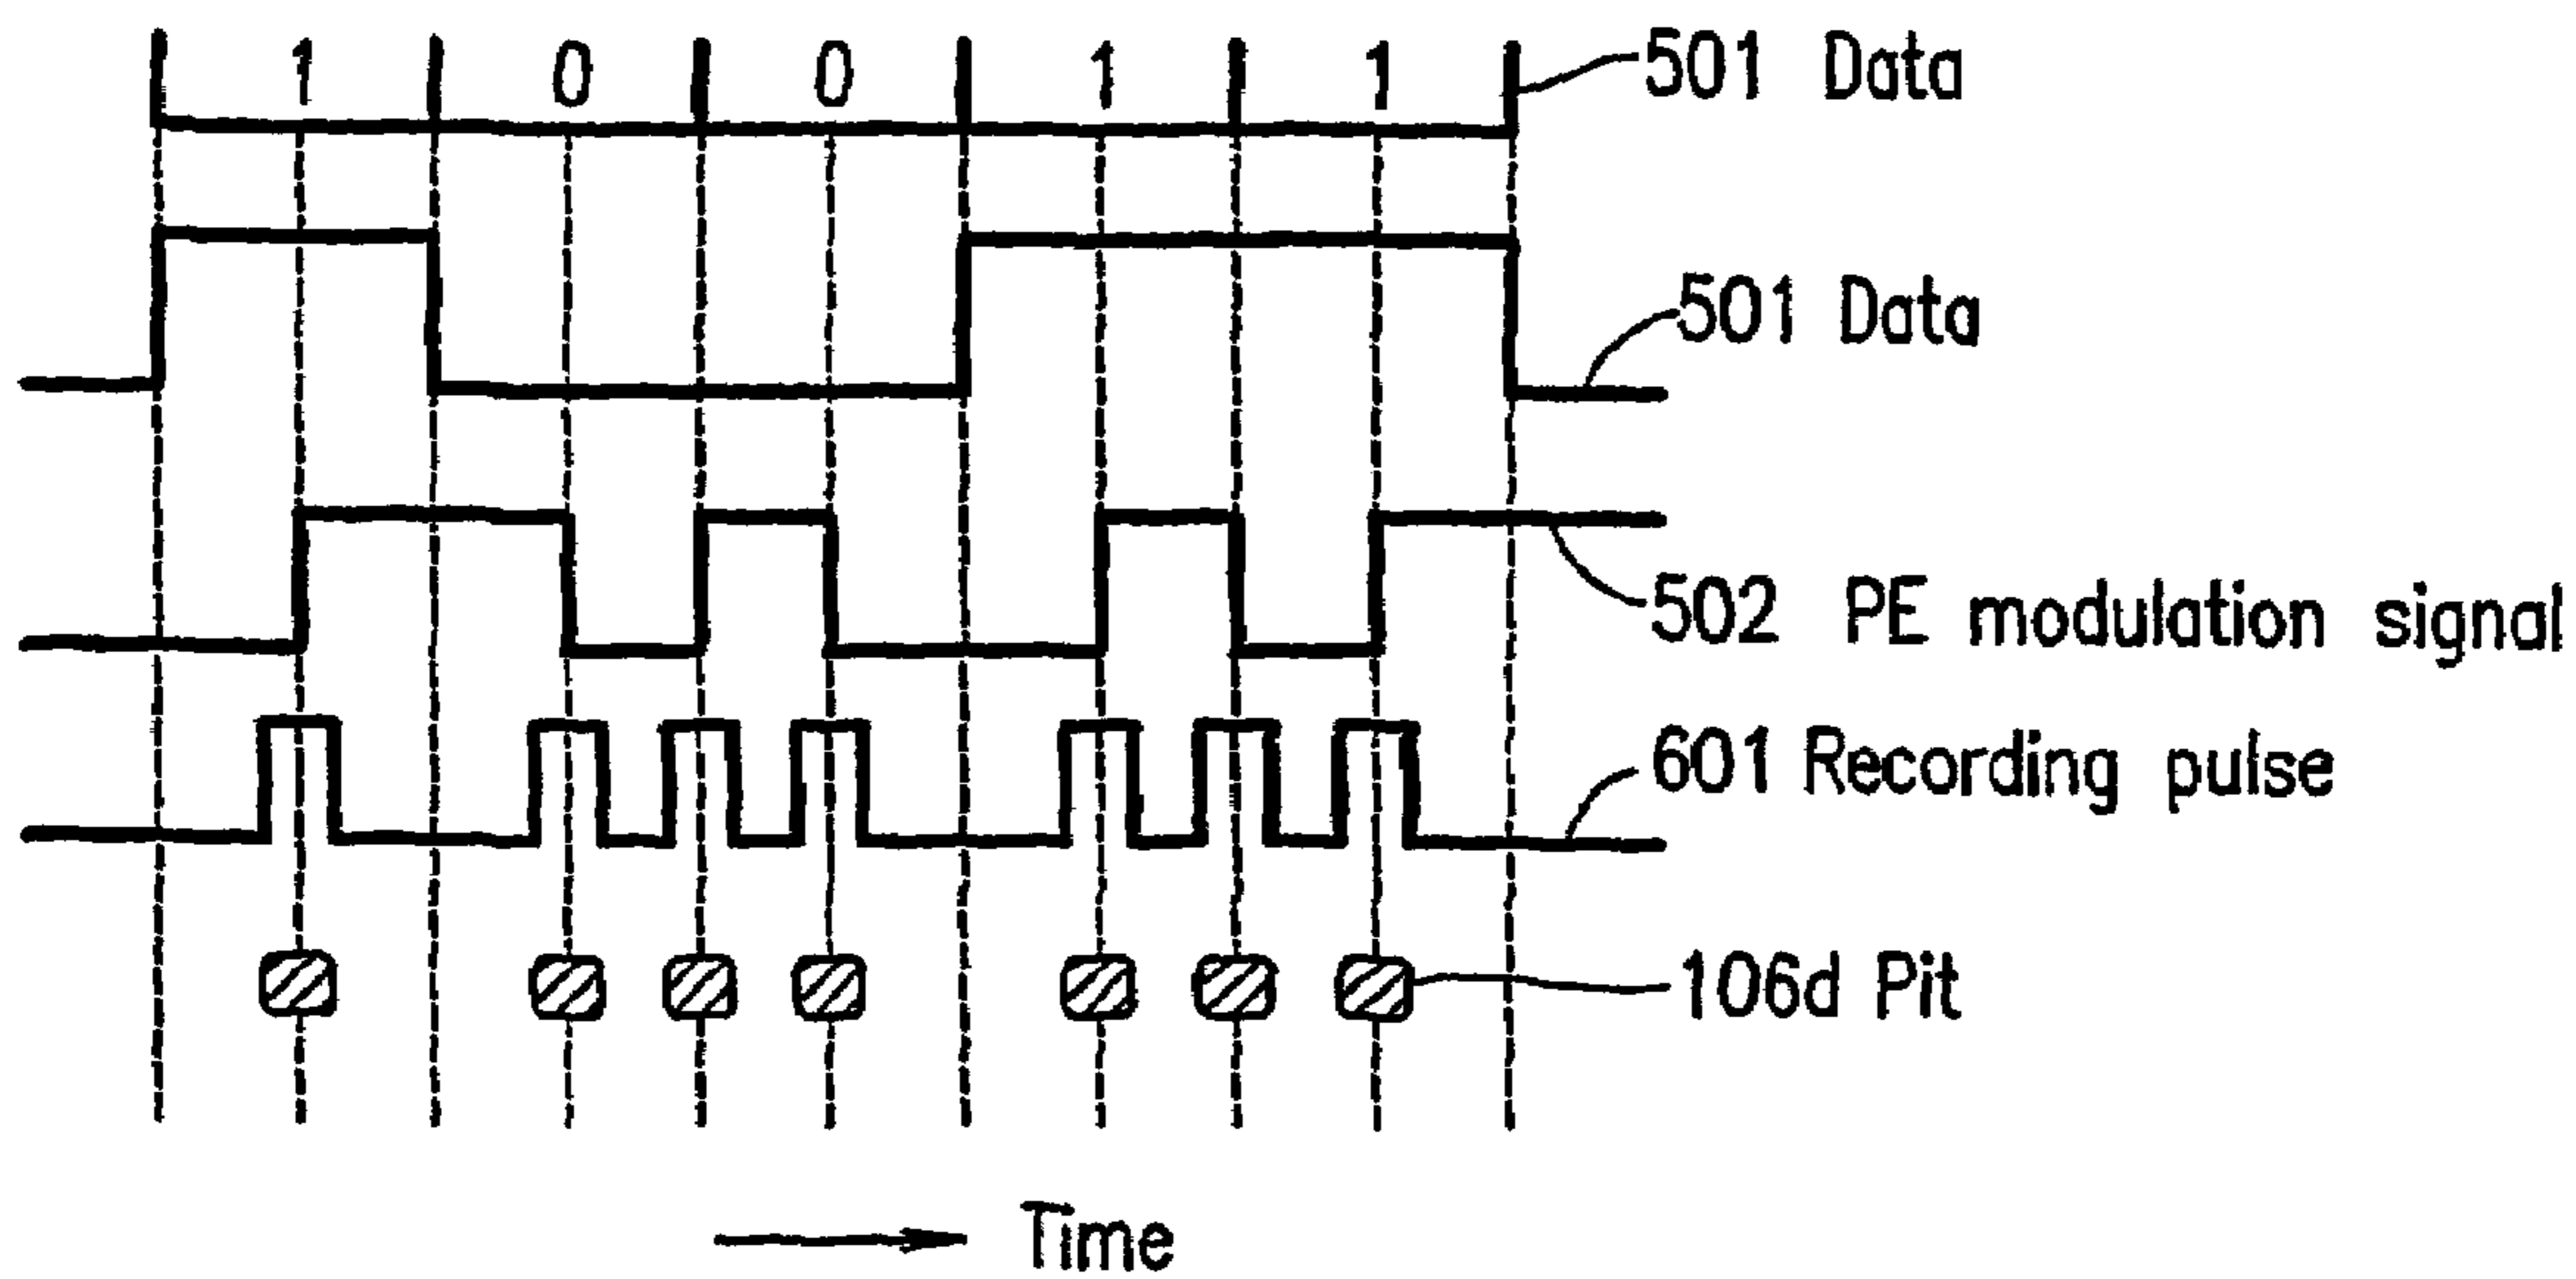 1 0 0 1 1 501 Data
501 Data
502 PE modulation signal
601 Recording pulse
106d Pit
Time